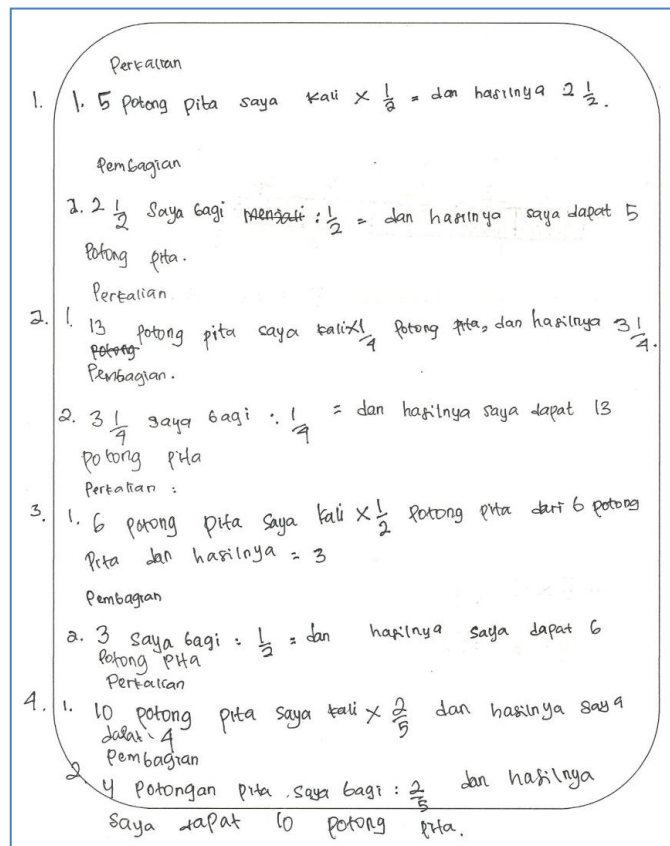 Perkalian
1. 1. 5 potong pita saya kali × 1/2 = dan hasilnya 2 1/2.
Pembagian
2. 2 1/2 saya bagi menjadi : 1/2 = dan hasilnya saya dapat 5
Potong pita.
Perkalian
2. 1. 13 potong pita saya kali × 1/4 potong pita, dan hasilnya 3 1/4.
potong
Pembagian.
2. 3 1/4 saya bagi : 1/4 = dan hasilnya saya dapat 13
potong pita
Perkalian :
3. 1. 6 potong pita saya kali × 1/2 potong pita dari 6 potong
Pita dan hasilnya = 3
Pembagian
2. 3 saya bagi : 1/2 = dan hasilnya saya dapat 6
Potong pita
Perkalian
4. 1. 10 potong pita saya kali × 2/5 dan hasilnya saya
dapat 4
Pembagian
2 4 Potongan pita saya bagi : 2/5 dan hasilnya
saya dapat 10 potong pita.